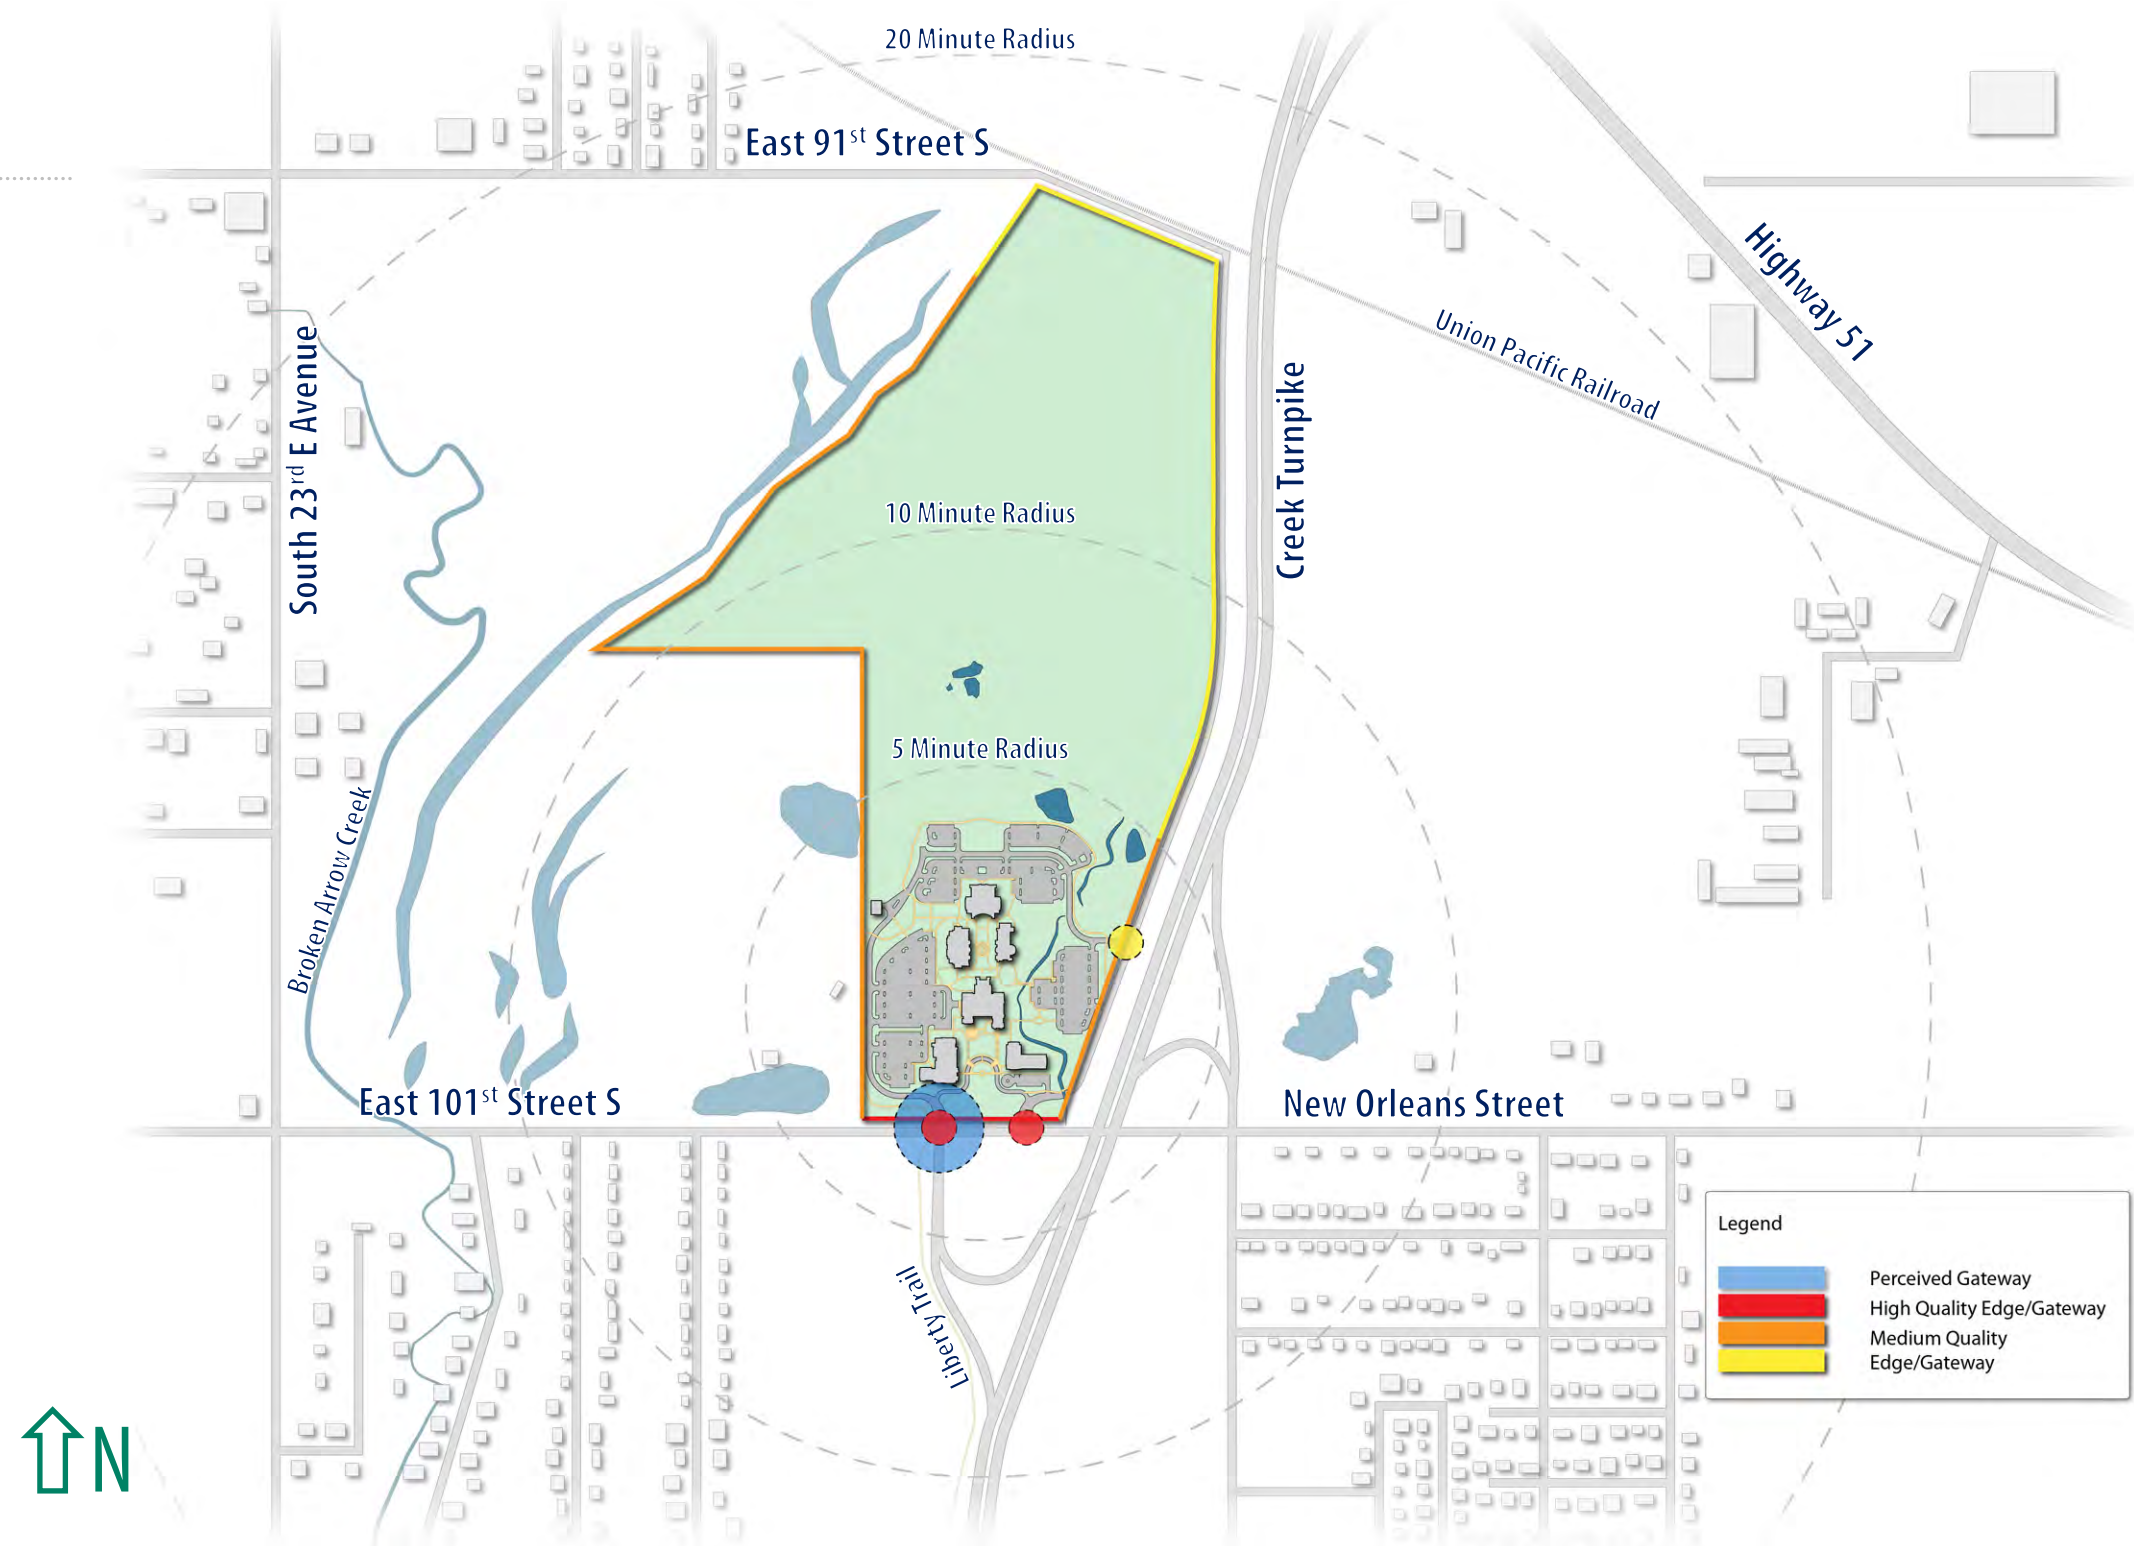 20 Minute Radius
East 91st Street S
Highway 51
Union Pacific Railroad
South 23rd E Avenue
Creek Turnpike
10 Minute Radius
5 Minute Radius
Broken Arrow Creek
East 101st Street S
New Orleans Street
Liberty Trail
Legend
Perceived Gateway
High Quality Edge/Gateway
Medium Quality
Edge/Gateway
N